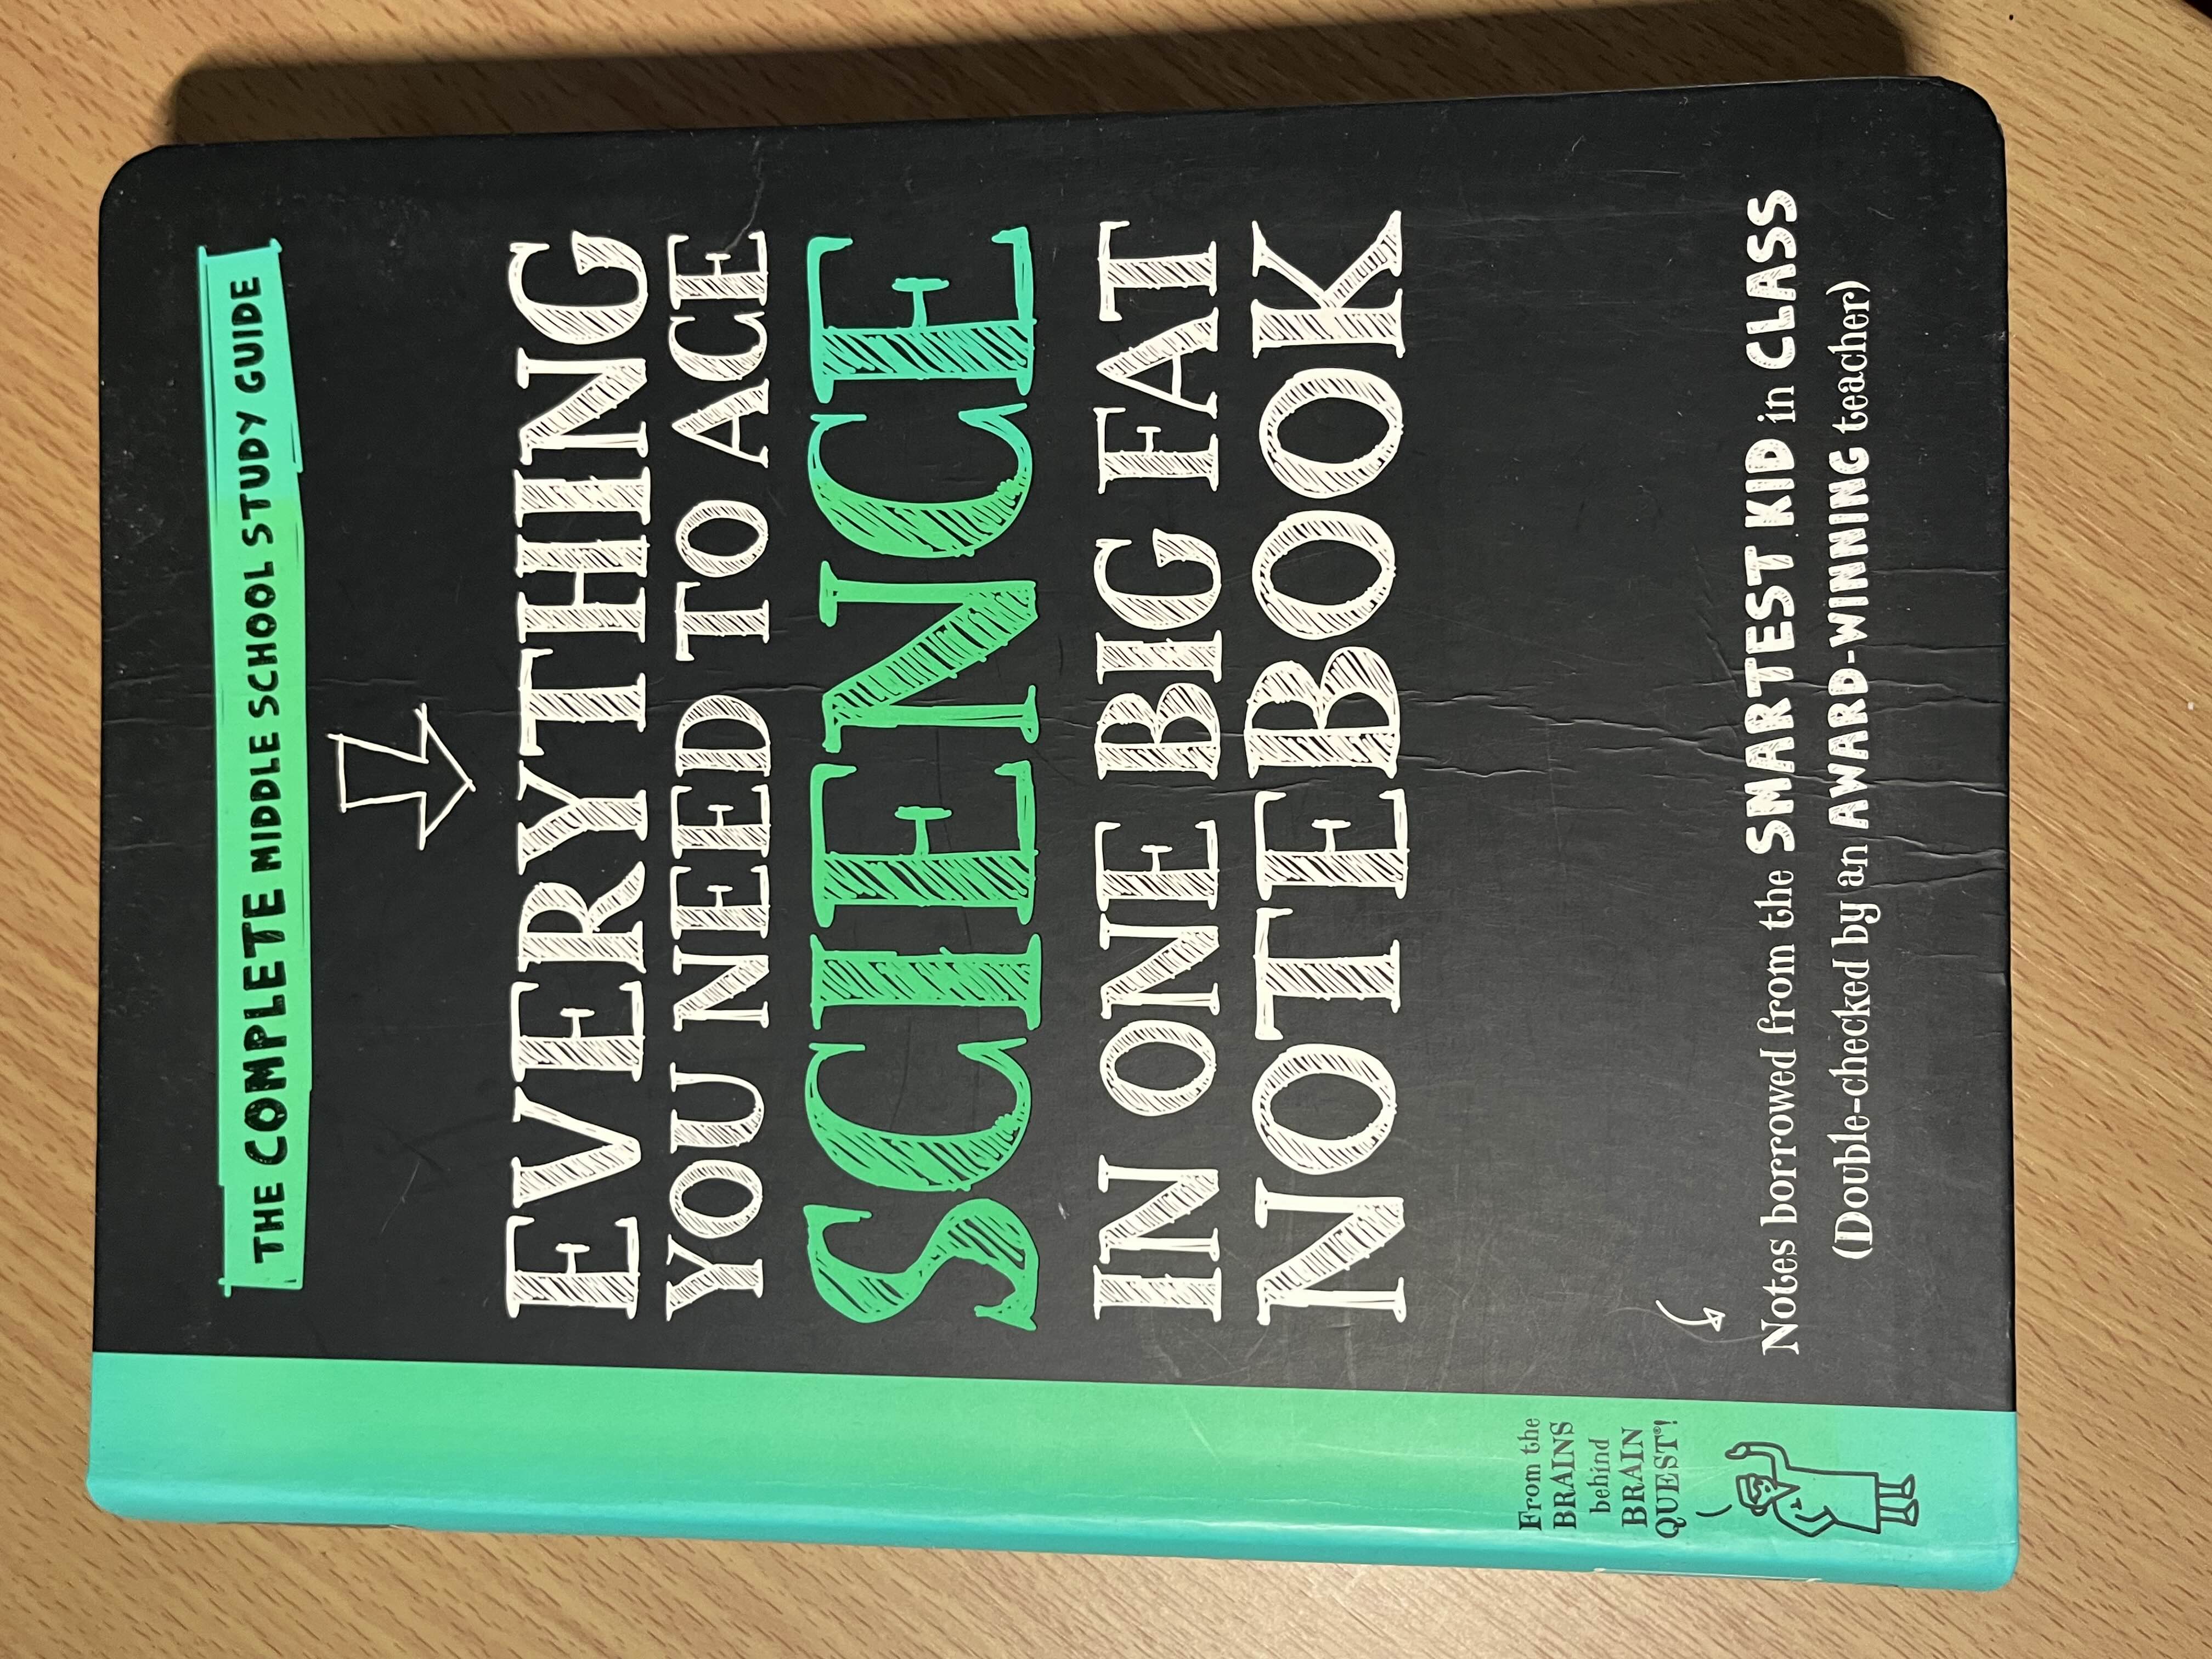 THE COMPLETE MIDDLE SCHOOL STUDY GUIDE
EVERYTHING
YOU NEED TO ACE
SCIENCE
IN ONE BIG FAT
NOTEBOOK
From the
BRAINS
behind
BRAIN
QUEST®!
Notes borrowed from the SMARTEST KID in CLASS
(Double-checked by an AWARD-WINNING teacher)